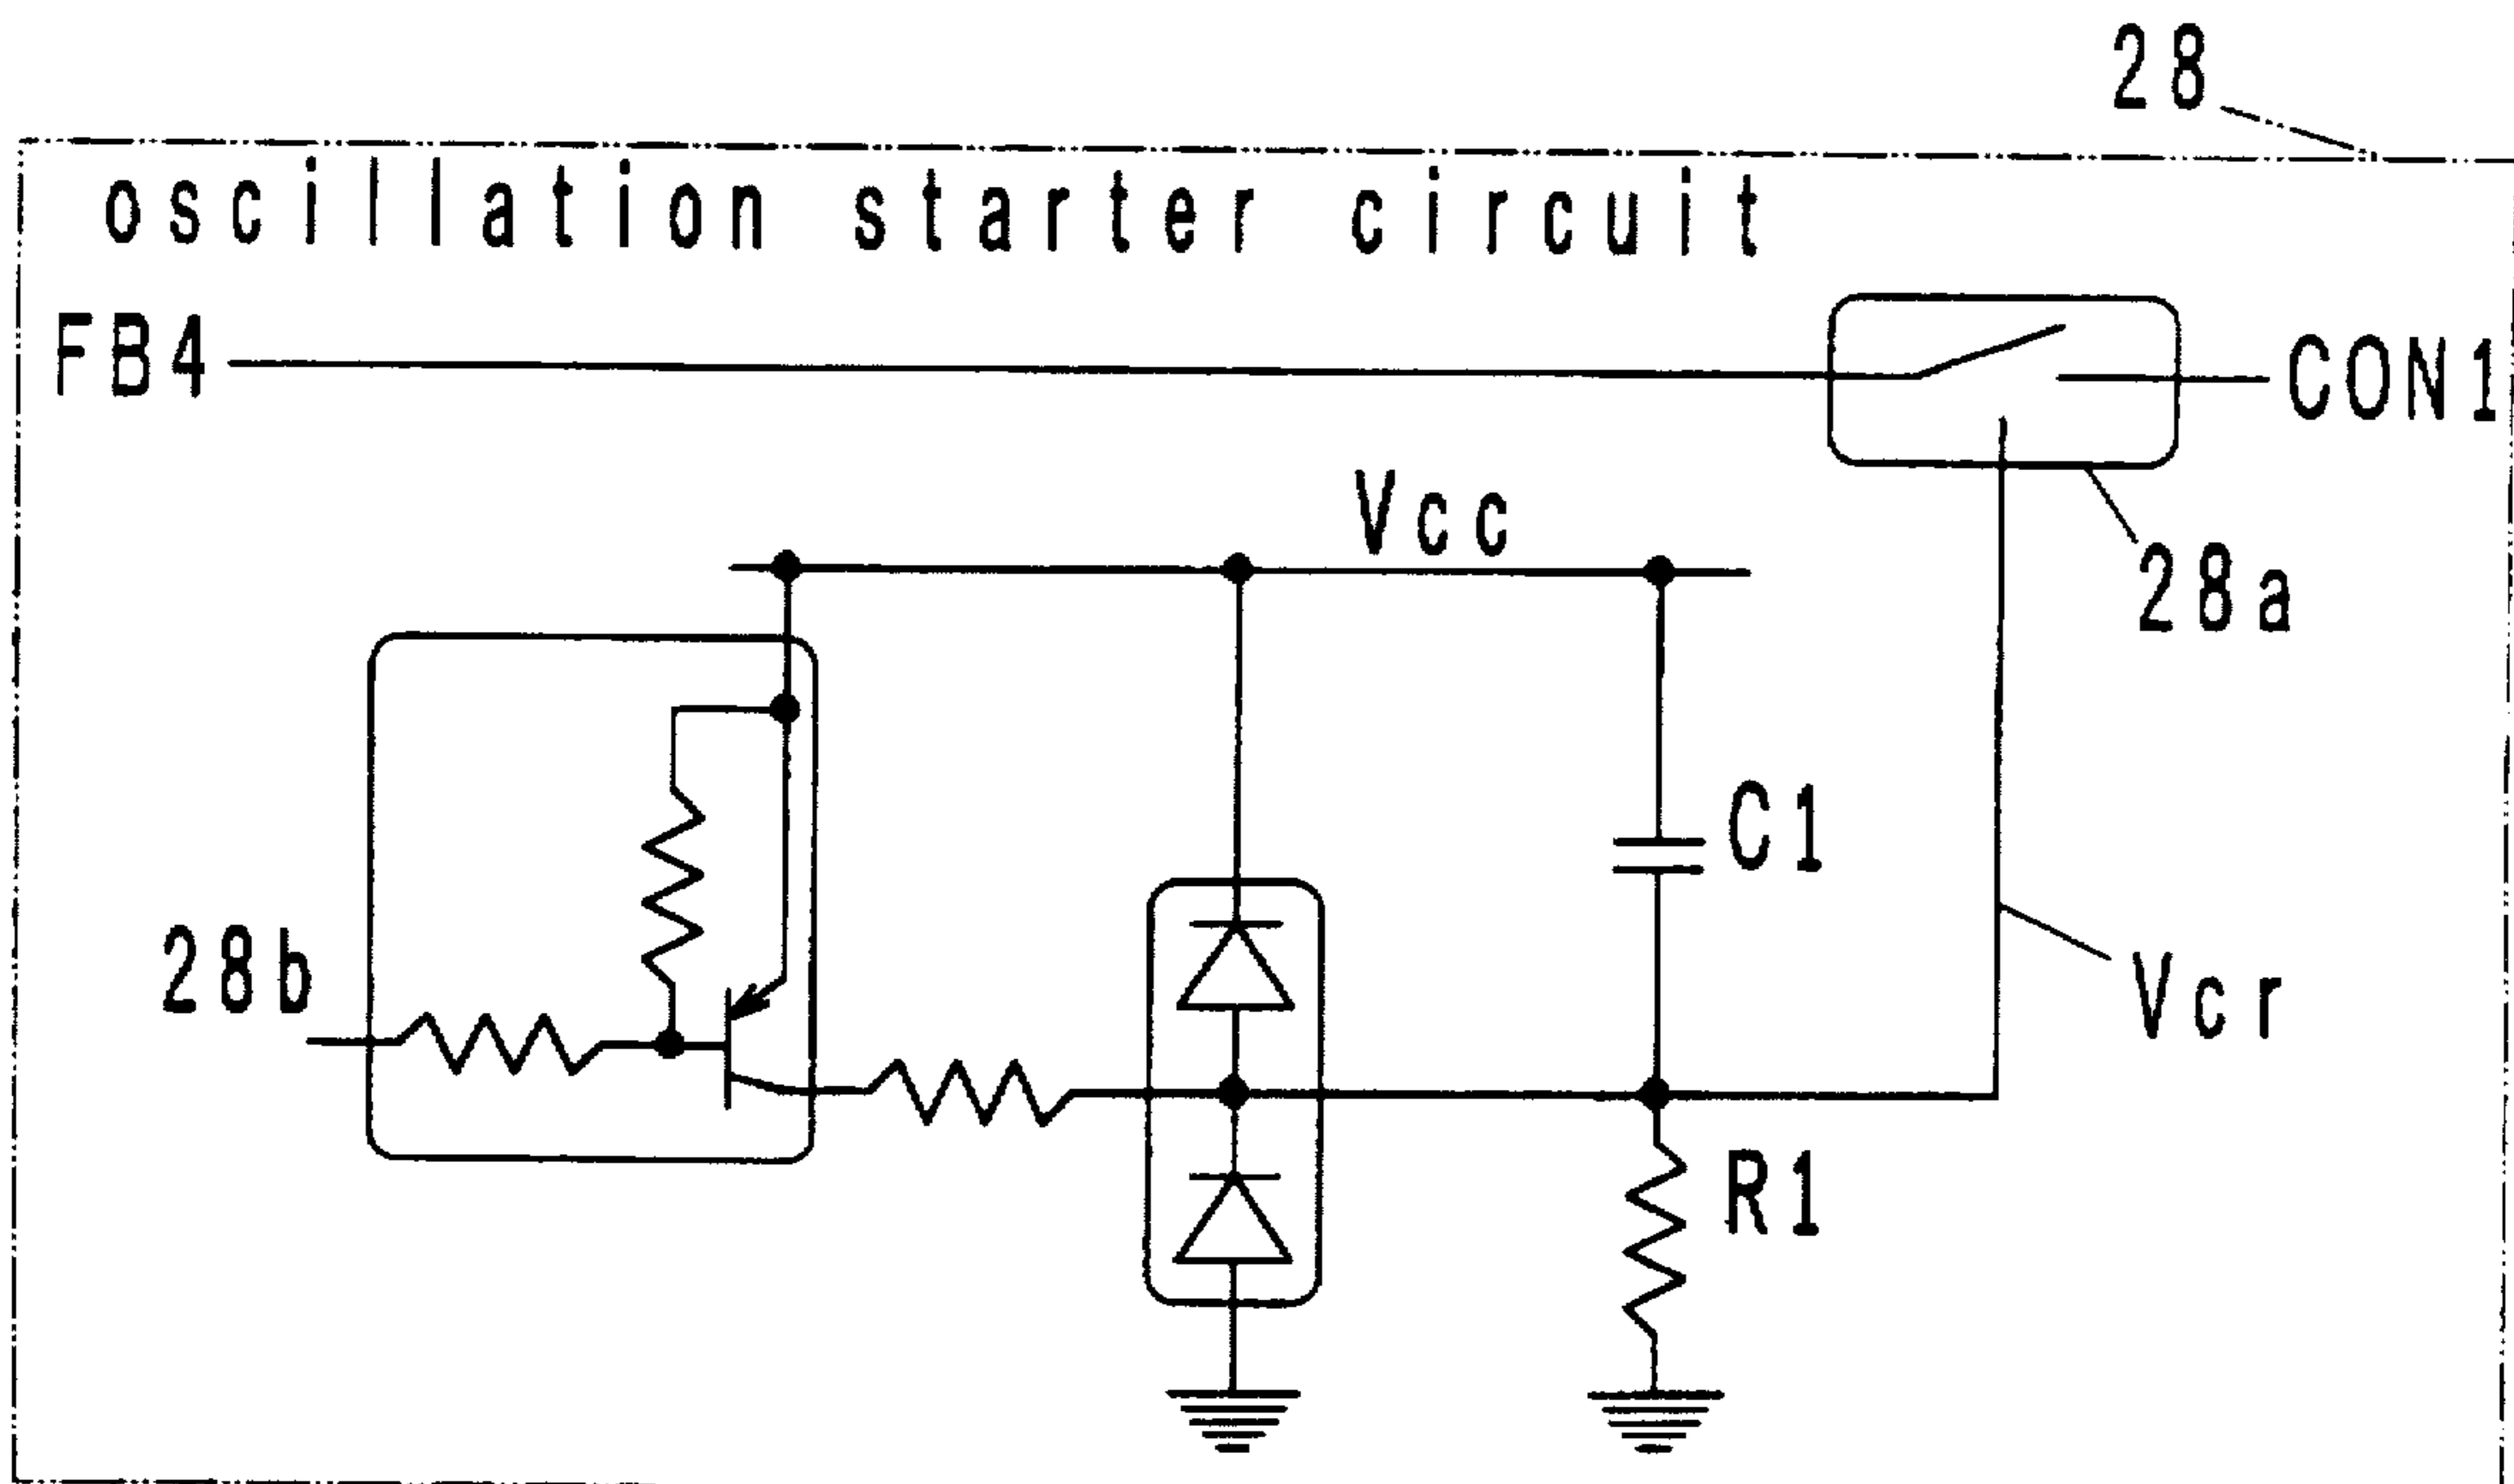 28
oscillation starter circuit
FB4
CON1
Vcc
28a
C1
28b
Vcr
R1